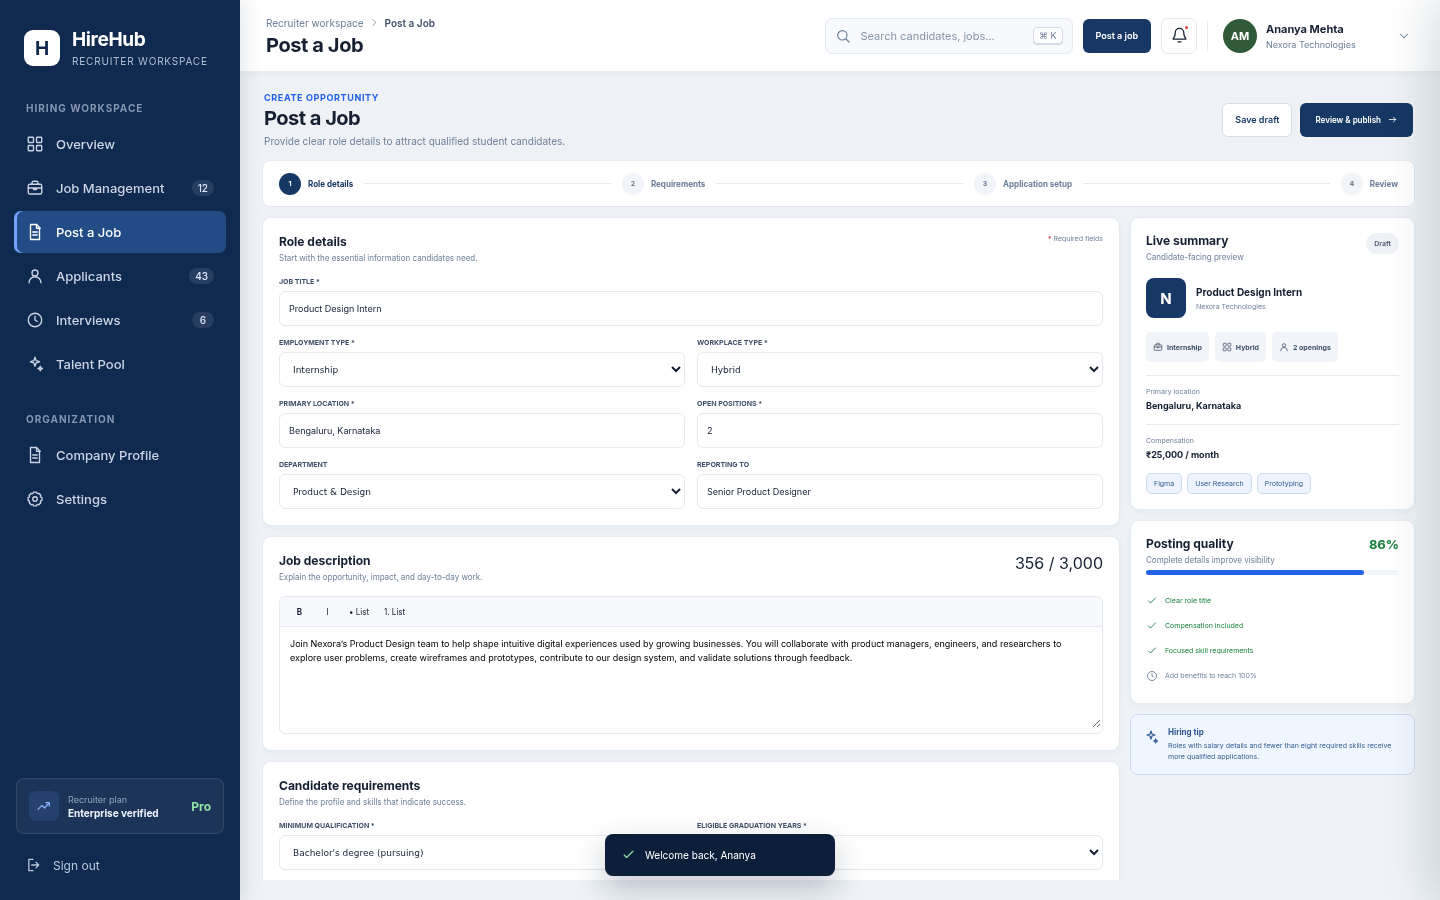 H
HireHub
RECRUITER WORKSPACE
HIRING WORKSPACE
Overview
Job Management 12
Post a Job
Applicants 43
Interviews 6
Talent Pool
ORGANIZATION
Company Profile
Settings
Recruiter plan
Enterprise verified
Pro
Sign out
Recruiter workspace > Post a Job
Post a Job
Search candidates, jobs... ⌘ K
Post a job
AM
Ananya Mehta
Nexora Technologies
CREATE OPPORTUNITY
Post a Job
Provide clear role details to attract qualified student candidates.
Save draft
Review & publish →
1 Role details
2 Requirements
3 Application setup
4 Review
Role details
* Required fields
Start with the essential information candidates need.
JOB TITLE *
Product Design Intern
EMPLOYMENT TYPE * WORKPLACE TYPE *
Internship Hybrid
PRIMARY LOCATION * OPEN POSITIONS *
Bengaluru, Karnataka 2
DEPARTMENT REPORTING TO
Product & Design Senior Product Designer
Job description
356 / 3,000
Explain the opportunity, impact, and day-to-day work.
B I • List 1. List
Join Nexora's Product Design team to help shape intuitive digital experiences used by growing businesses. You will collaborate with product managers, engineers, and researchers to
explore user problems, create wireframes and prototypes, contribute to our design system, and validate solutions through feedback.
Candidate requirements
Define the profile and skills that indicate success.
MINIMUM QUALIFICATION * ELIGIBLE GRADUATION YEARS *
Bachelor's degree (pursuing)
Welcome back, Ananya
Live summary
Draft
Candidate-facing preview
N
Product Design Intern
Nexora Technologies
Internship Hybrid 2 openings
Primary location
Bengaluru, Karnataka
Compensation
₹25,000 / month
Figma User Research Prototyping
Posting quality 86%
Complete details improve visibility
Clear role title
Compensation included
Focused skill requirements
Add benefits to reach 100%
Hiring tip
Roles with salary details and fewer than eight required skills receive
more qualified applications.